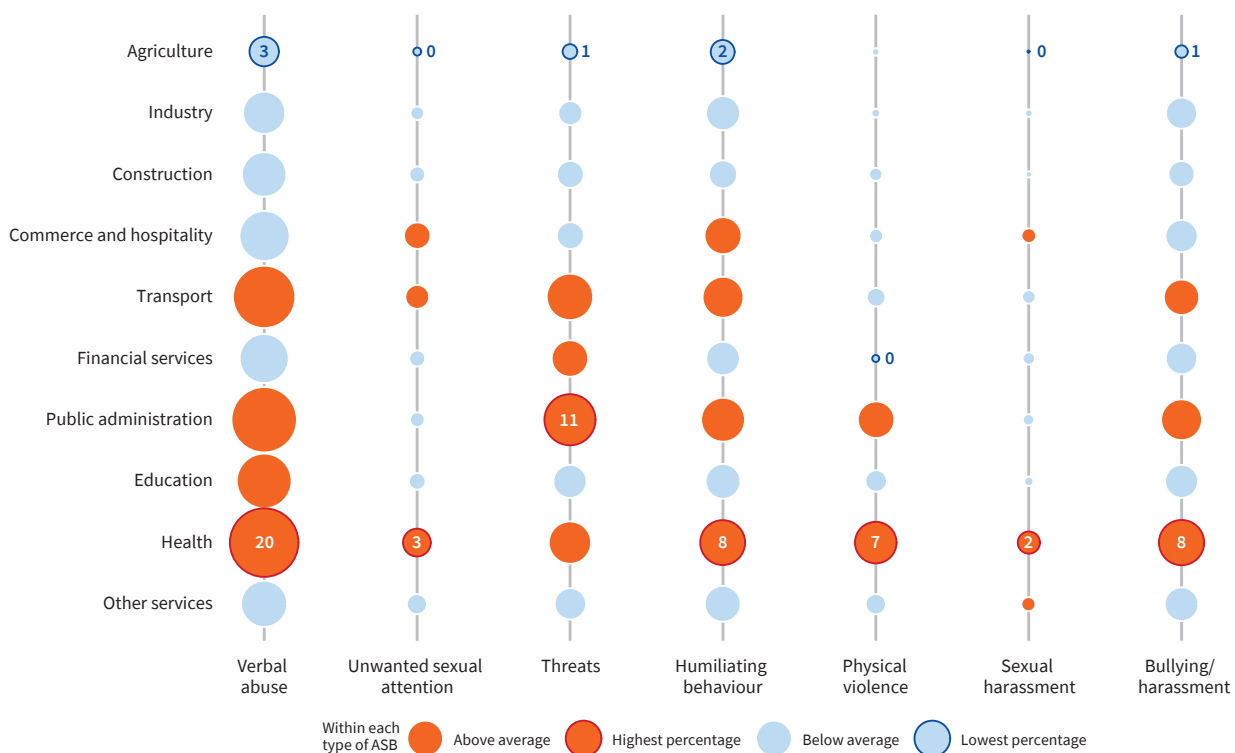 Agriculture 3 0 1 2 0 1
Industry
Construction
Commerce and hospitality
Transport
Financial services 0
Public administration 11
Education
Health 20 3 8 7 2 8
Other services
Verbal
abuse
Unwanted sexual
attention
Threats
Humiliating
behaviour
Physical
violence
Sexual
harassment
Bullying/
harassment
Within each
type of ASB
Above average
Highest percentage
Below average
Lowest percentage